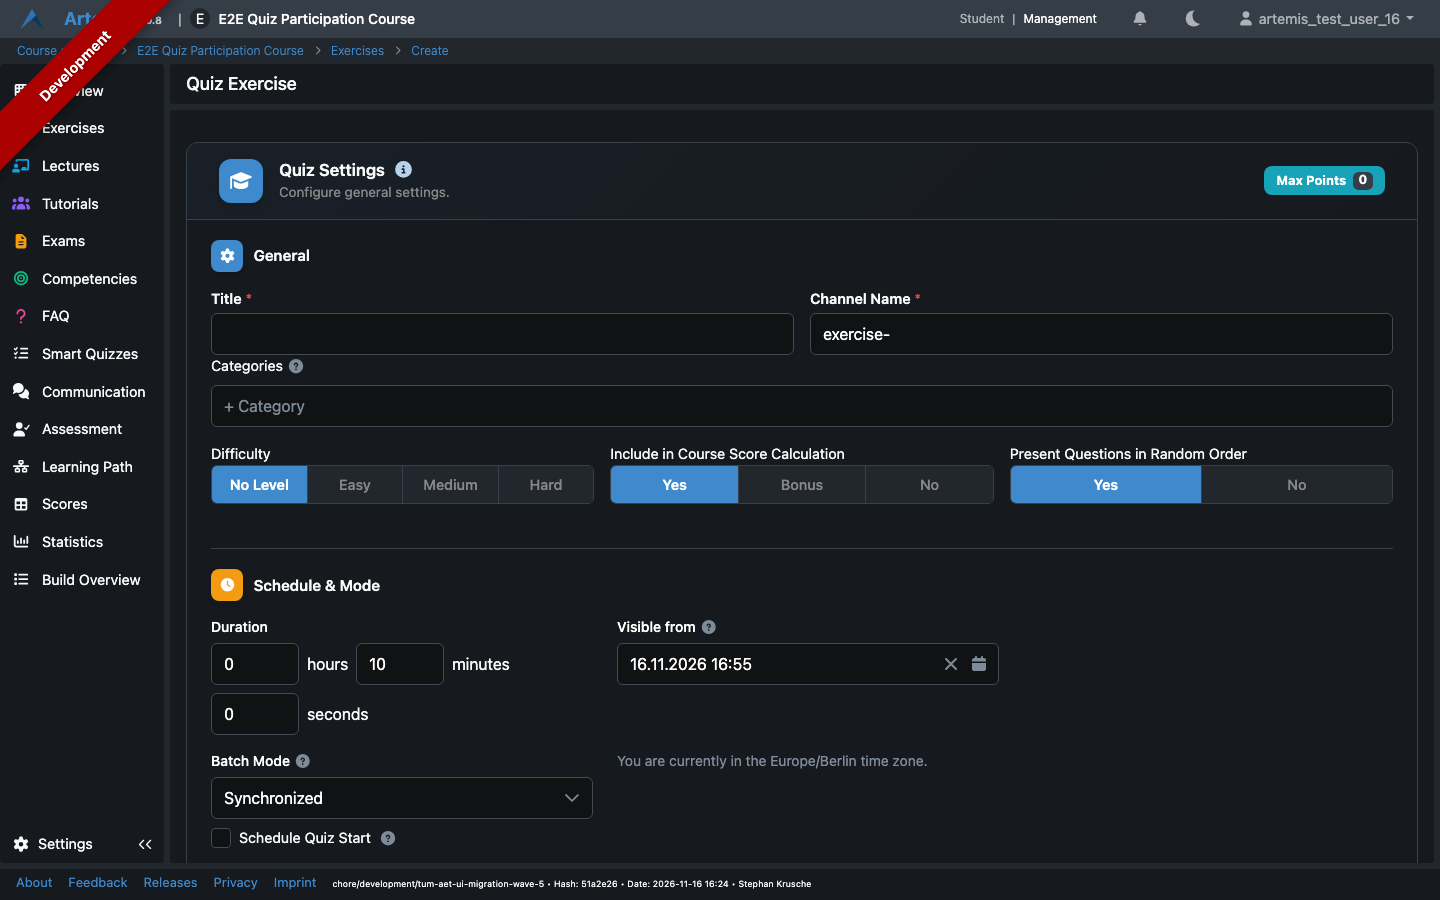 | E E2E Quiz Participation Course
Student | Management
artemis_test_user_16
Development
Course > E2E Quiz Participation Course > Exercises > Create
Exercises
Lectures
Tutorials
Exams
Competencies
FAQ
Smart Quizzes
Communication
Assessment
Learning Path
Scores
Statistics
Build Overview
Settings
Quiz Exercise
Quiz Settings
Configure general settings.
Max Points 0
General
Title *
Channel Name *
exercise-
Categories ?
+ Category
Difficulty
No Level Easy Medium Hard
Include in Course Score Calculation
Yes Bonus No
Present Questions in Random Order
Yes No
Schedule & Mode
Duration
0 hours 10 minutes
0 seconds
Visible from ?
16.11.2026 16:55
Batch Mode ?
Synchronized
You are currently in the Europe/Berlin time zone.
Schedule Quiz Start ?
About Feedback Releases Privacy Imprint
chore/development/tum-aet-ui-migration-wave-5 • Hash: 51a2e26 • Date: 2026-11-16 16:24 • Stephan Krusche